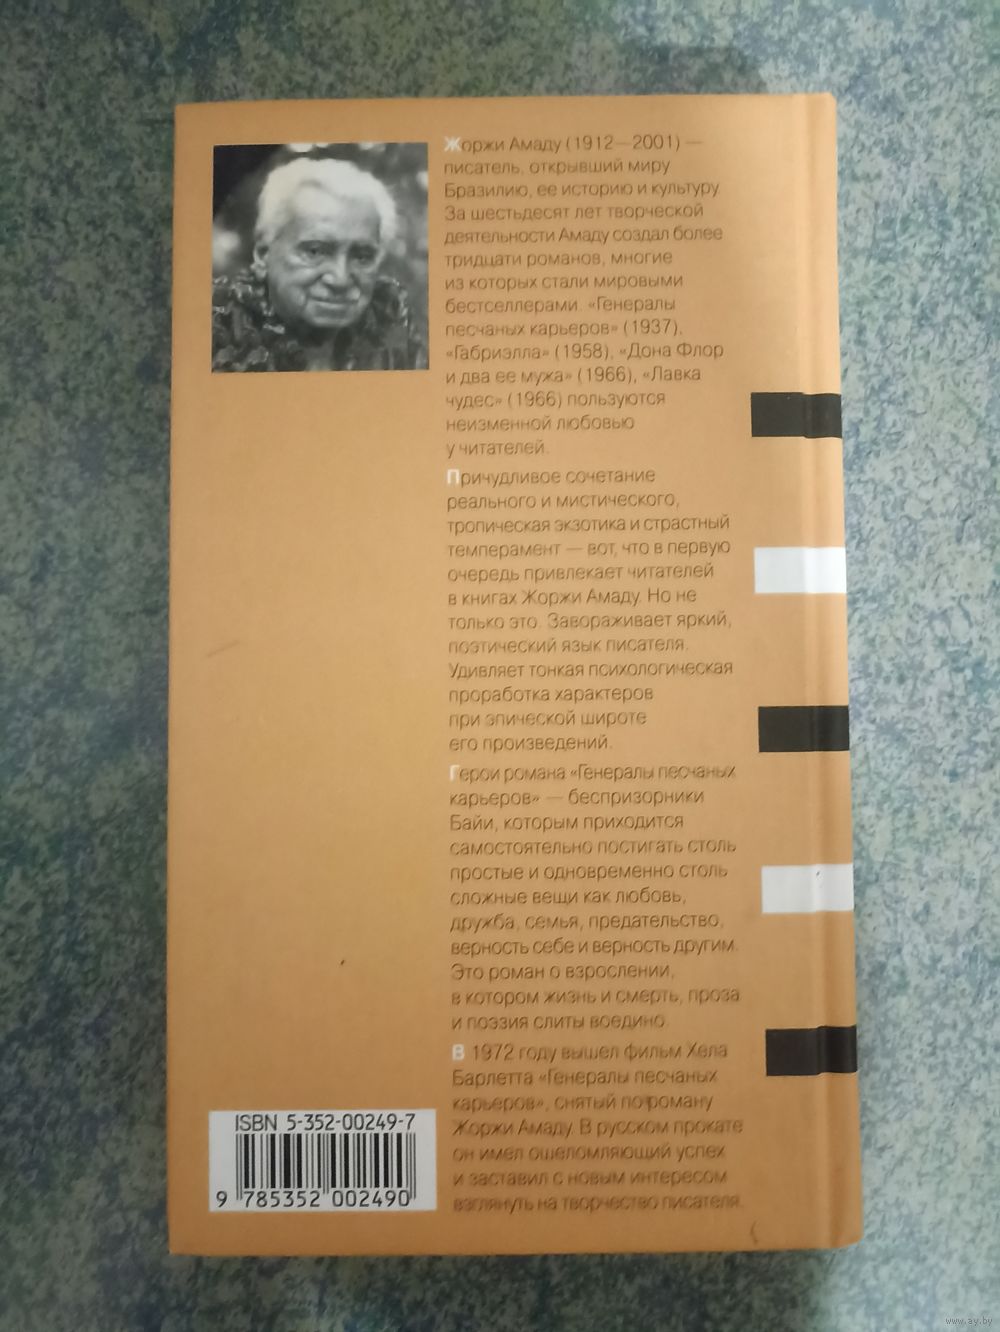 Жоржи Амаду (1912—2001) —
писатель, открывший миру
Бразилию, ее историю и культуру.
За шестьдесят лет творческой
деятельности Амаду создал более
тридцати романов, многие
из которых стали мировыми
бестселлерами. «Генералы
песчаных карьеров» (1937),
«Габриэлла» (1958), «Дона Флор
и два ее мужа» (1966), «Лавка
чудес» (1966) пользуются
неизменной любовью
у читателей.
Причудливое сочетание
реального и мистического,
тропическая экзотика и страстный
темперамент — вот, что в первую
очередь привлекает читателей
в книгах Жоржи Амаду. Но не
только это. Завораживает яркий,
поэтический язык писателя.
Удивляет тонкая психологическая
проработка характеров
при эпической широте
его произведений.
Герои романа «Генералы песчаных
карьеров» — беспризорники
Байи, которым приходится
самостоятельно постигать столь
простые и одновременно столь
сложные вещи как любовь,
дружба, семья, предательство,
верность себе и верность другим.
Это роман о взрослении,
в котором жизнь и смерть, проза
и поэзия слиты воедино.
В 1972 году вышел фильм Хела
Барлетта «Генералы песчаных
карьеров», снятый по роману
Жоржи Амаду. В русском прокате
он имел ошеломляющий успех
и заставил с новым интересом
взглянуть на творчество писателя.
ISBN 5-352-00249-7
9 785352 002490
www.ay.by